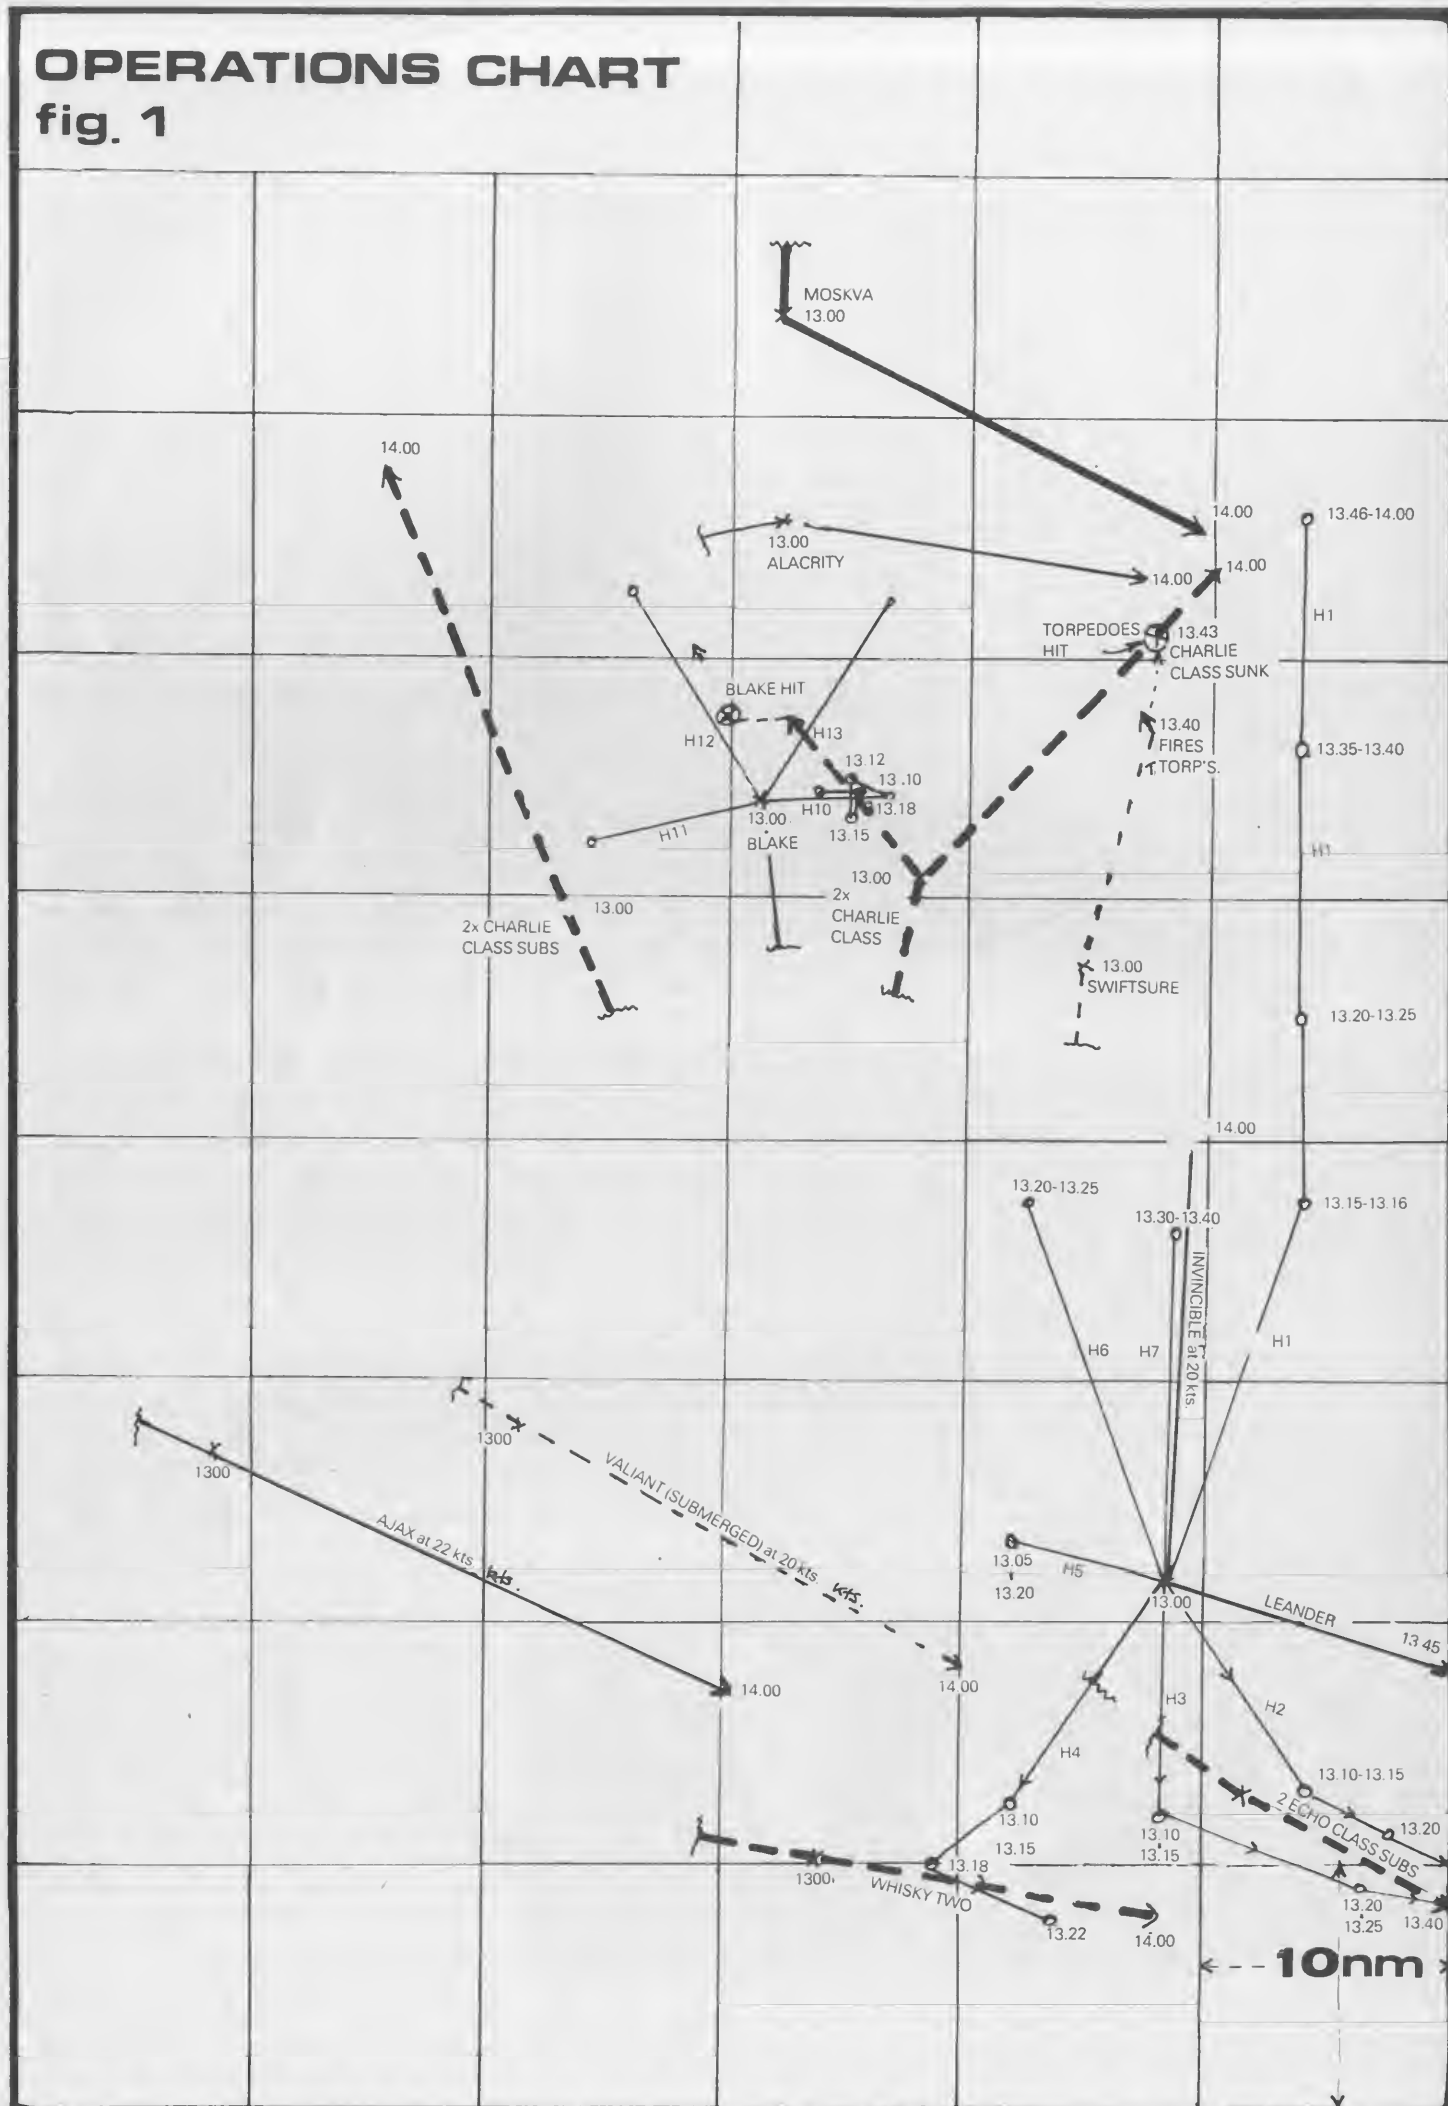 OPERATIONS CHART
fig. 1
MOSKVA
13.00
14.00
14.00
13.46-14.00
13.00
ALACRITY
14.00
14.00
H1
TORPEDOES
HIT
13.43
CHARLIE
CLASS SUNK
BLAKE HIT
H12
H13
13.40
FIRES
TORP'S.
13.35-13.40
13.12
13.10
H10
13.18
13.00
BLAKE
13.15
H11
H1
13.00
2x
CHARLIE
CLASS
13.00
2x CHARLIE
CLASS SUBS
13.00
SWIFTSURE
13.20-13.25
14.00
13.20-13.25
13.15-13.16
13.30-13.40
INVINCIBLE at 20 kts.
H6
H7
H1
1300
1300
VALIANT (SUBMERGED) at 20 kts.
kts.
AJAX at 22 kts.
kts.
13.05
13.20
H5
13.00
LEANDER
13.45
14.00
14.00
H3
H2
H4
13.10-13.15
13.10
13.15
2 ECHO CLASS SUBS
13.20
13.10
13.15
13.18
1300
WHISKY TWO
13.22
14.00
13.20
13.25
13.40
10nm